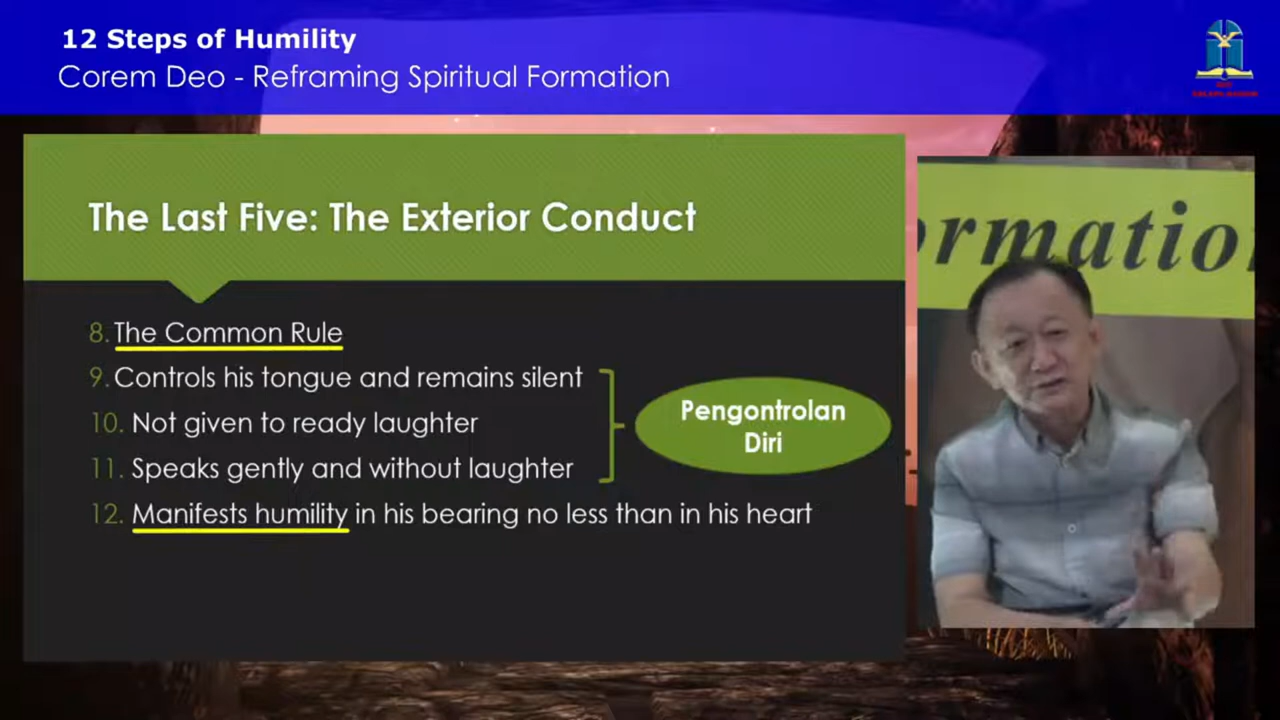 12 Steps of Humility
Corem Deo - Reframing Spiritual Formation
The Last Five: The Exterior Conduct
8. The Common Rule
9. Controls his tongue and remains silent
10. Not given to ready laughter
11. Speaks gently and without laughter
12. Manifests humility in his bearing no less than in his heart
Pengontrolan
Diri
ormatio